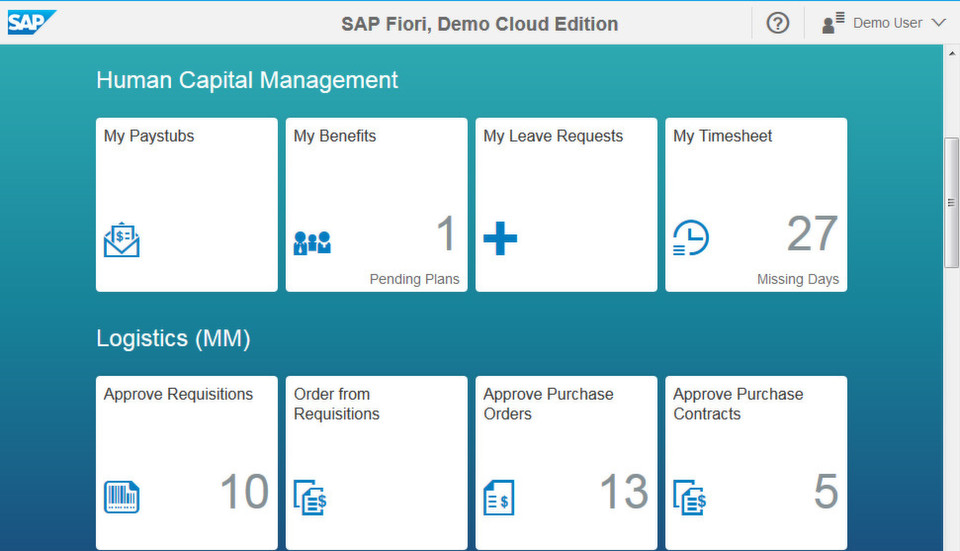 SAP
SAP Fiori, Demo Cloud Edition
?
Demo User
Human Capital Management
My Paystubs
My Benefits
1
Pending Plans
My Leave Requests
My Timesheet
27
Missing Days
Logistics (MM)
Approve Requisitions
10
Order from
Requisitions
Approve Purchase
Orders
13
Approve Purchase
Contracts
5